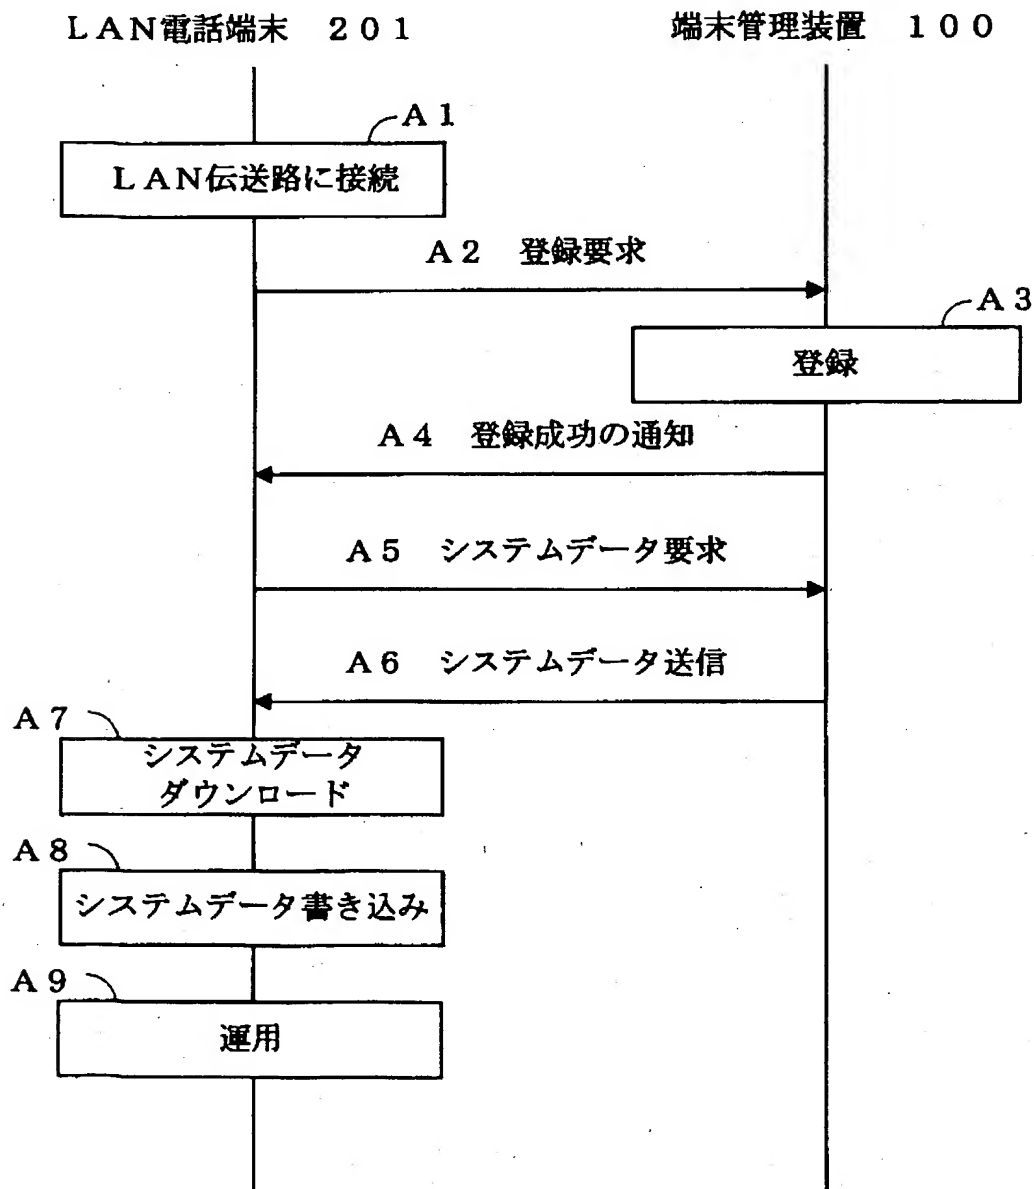 LAN電話端末 201
端末管理装置 100
A1
LAN伝送路に接続
A2 登録要求
A3
登録
A4 登録成功の通知
A5 システムデータ要求
A6 システムデータ送信
A7
システムデータ
ダウンロード
A8
システムデータ書き込み
A9
運用